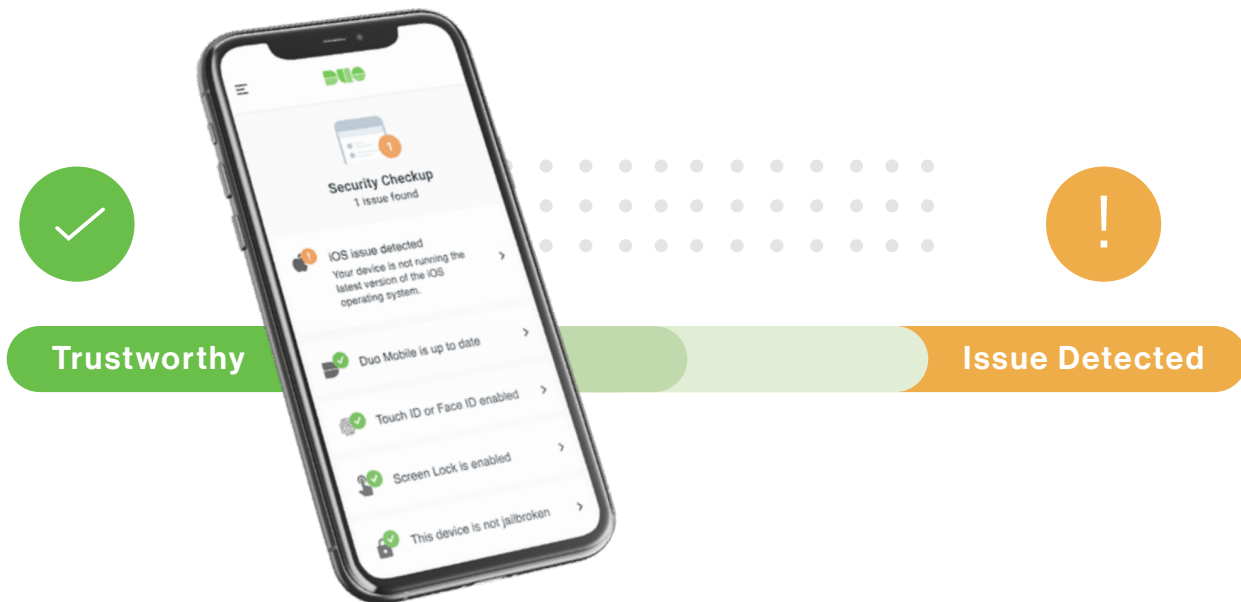 DUO
1
Security Checkup
1 issue found
!
iOS issue detected
Your device is not running the
latest version of the iOS
operating system.
Duo Mobile is up to date
Touch ID or Face ID enabled
Screen Lock is enabled
This device is not jailbroken
!
Trustworthy
Issue Detected